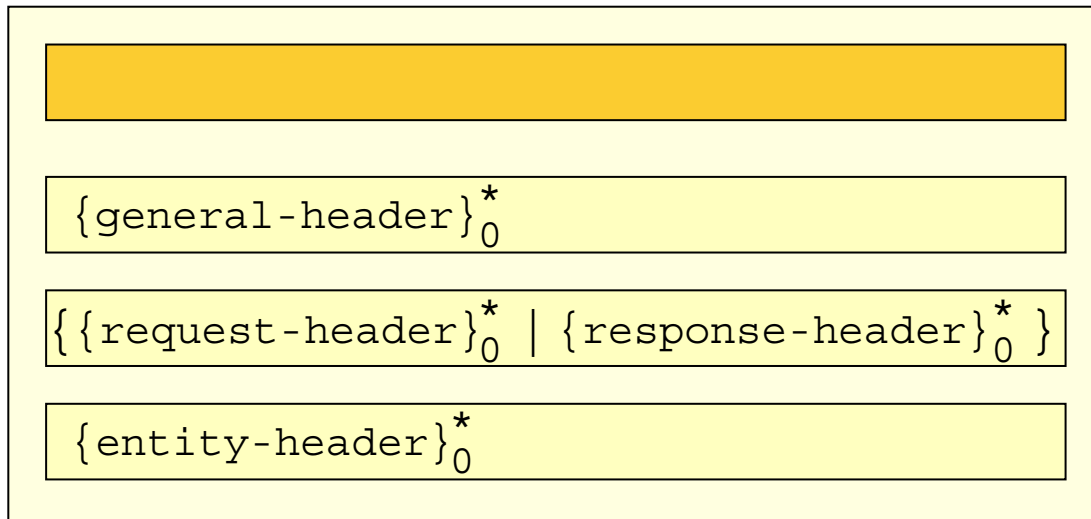 {general-header}*0
{{request-header}*0 | {response-header}*0 }
{entity-header}*0